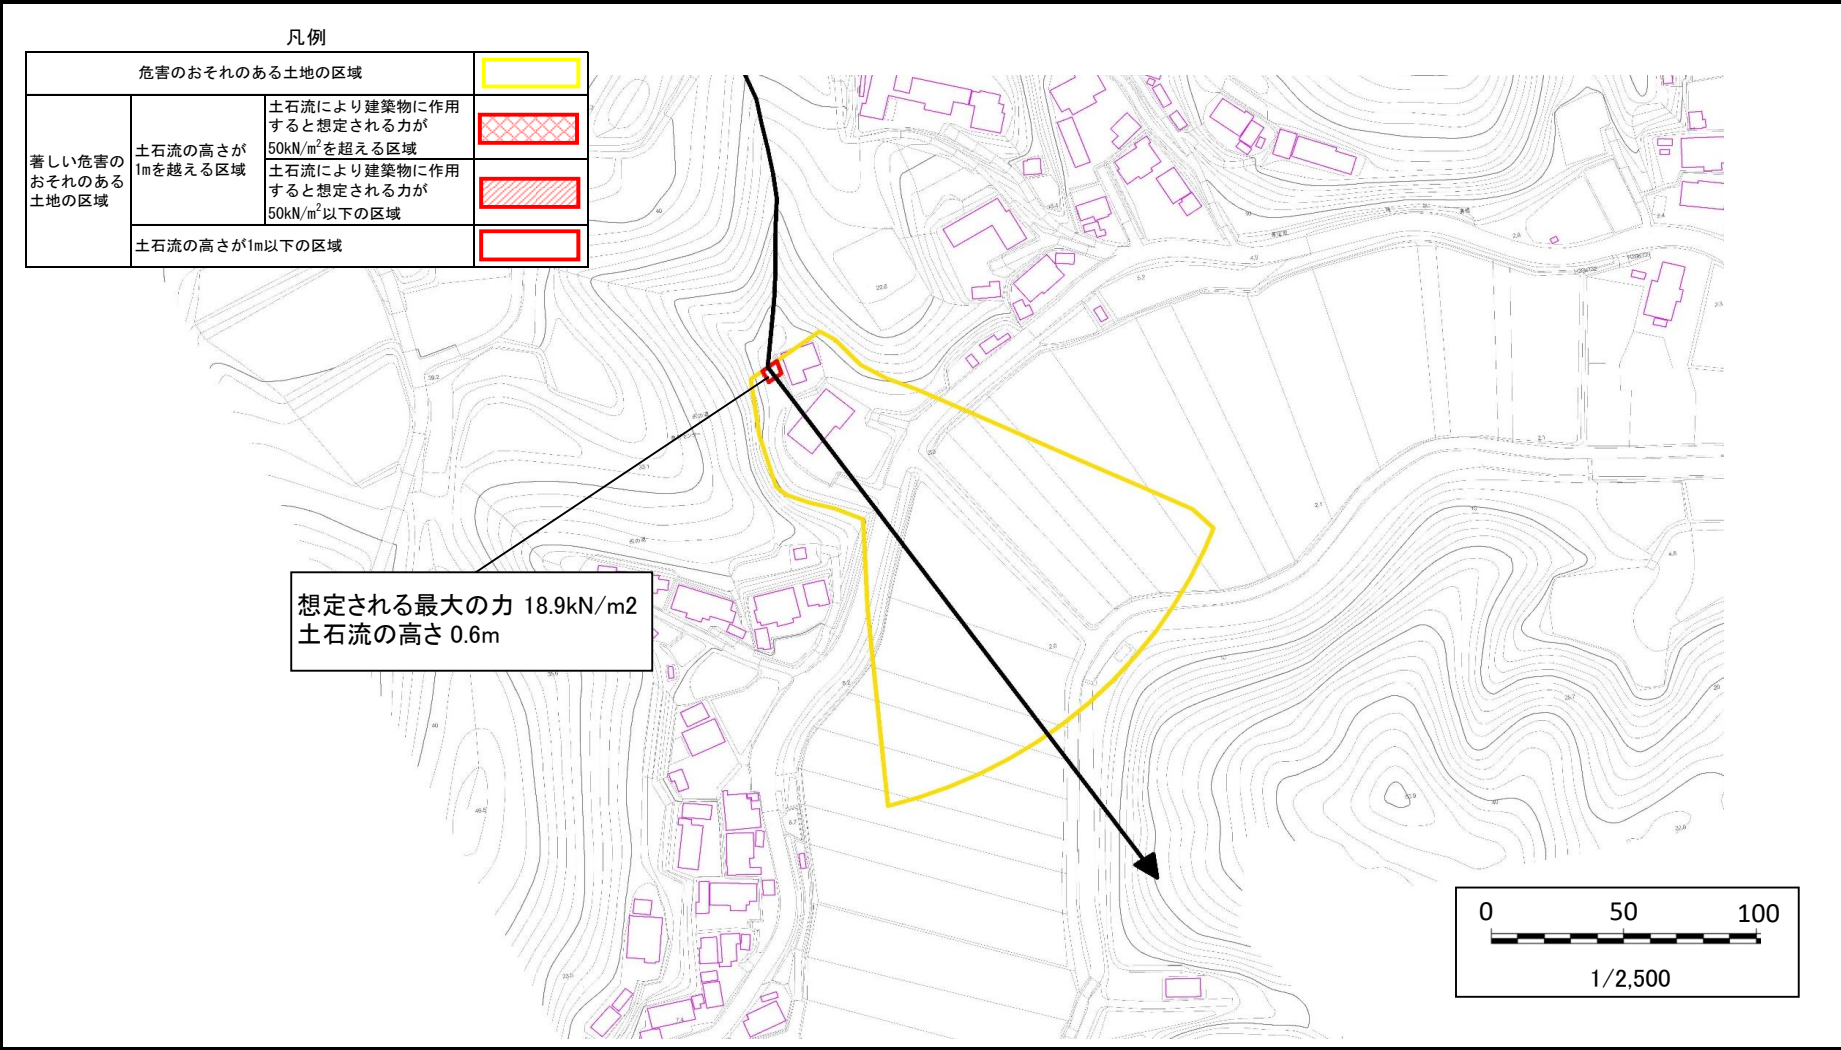 凡例
危害のおそれのある土地の区域
著しい危害の
おそれのある
土地の区域
土石流の高さが
1mを越える区域
土石流により建築物に作用
すると想定される力が
50kN/m²を超える区域
土石流により建築物に作用
すると想定される力が
50kN/m²以下の区域
土石流の高さが1m以下の区域
想定される最大の力 18.9kN/m2
土石流の高さ 0.6m
0 50 100
1/2,500